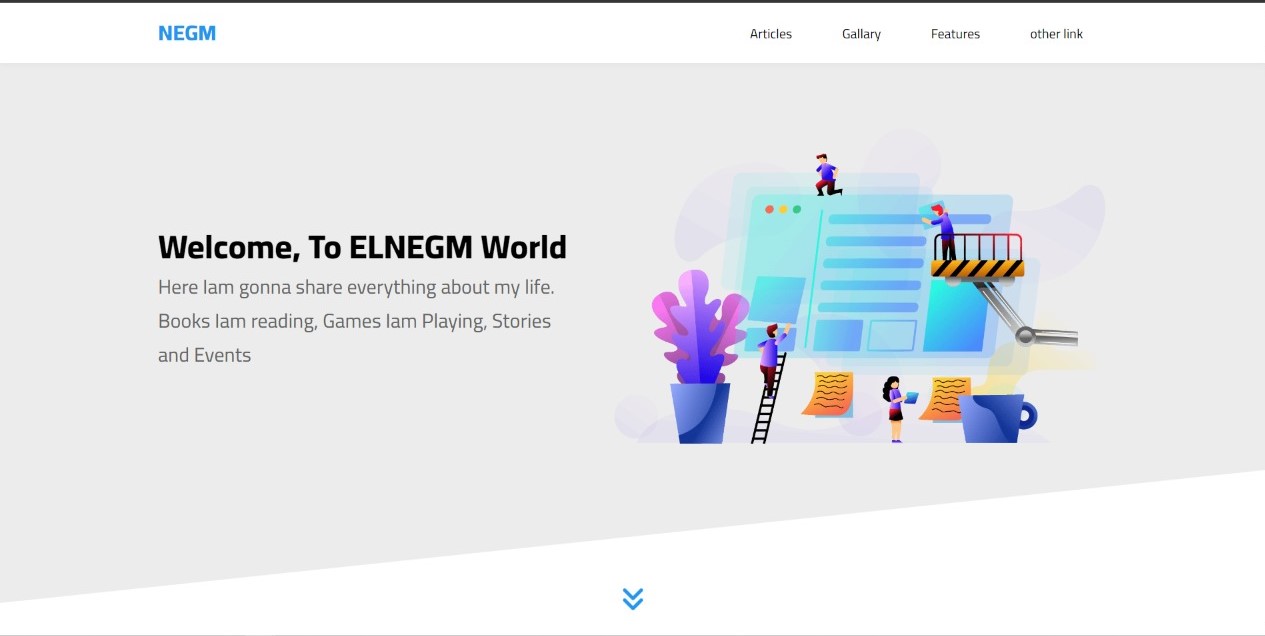 NEGM
Articles Gallary Features other link
Welcome, To ELNEGM World
Here Iam gonna share everything about my life.
Books Iam reading, Games Iam Playing, Stories
and Events